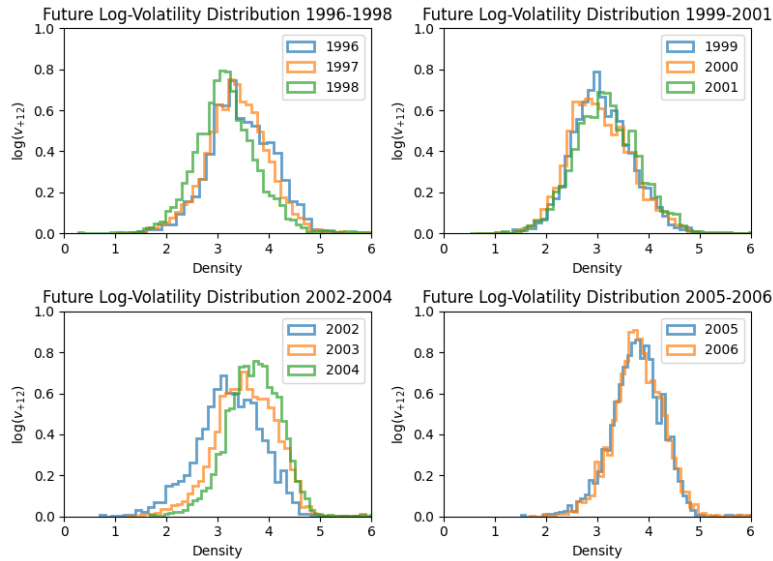 Future Log-Volatility Distribution 1996-1998
1.0
0.8
0.6
0.4
0.2
0.0
log(v+12)
1996
1997
1998
0 1 2 3 4 5 6
Density
Future Log-Volatility Distribution 1999-2001
1.0
0.8
0.6
0.4
0.2
0.0
log(v+12)
1999
2000
2001
0 1 2 3 4 5 6
Density
Future Log-Volatility Distribution 2002-2004
1.0
0.8
0.6
0.4
0.2
0.0
log(v+12)
2002
2003
2004
0 1 2 3 4 5 6
Density
Future Log-Volatility Distribution 2005-2006
1.0
0.8
0.6
0.4
0.2
0.0
log(v+12)
2005
2006
0 1 2 3 4 5 6
Density